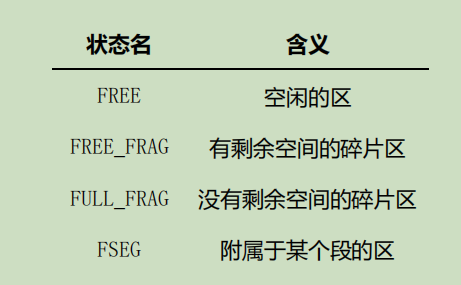 状态名 含义
FREE 空闲的区
FREE_FRAG 有剩余空间的碎片区
FULL_FRAG 没有剩余空间的碎片区
FSEG 附属于某个段的区